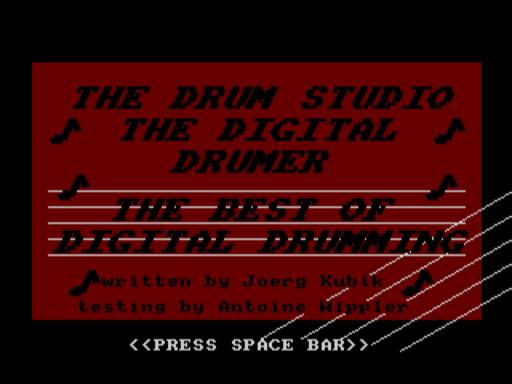 THE DRUM STUDIO
THE DIGITAL
DRUMER
THE BEST OF
DIGITAL DRUMMING
written by Joerg Kubik
testing by Antoine Wippler
<<PRESS SPACE BAR>>